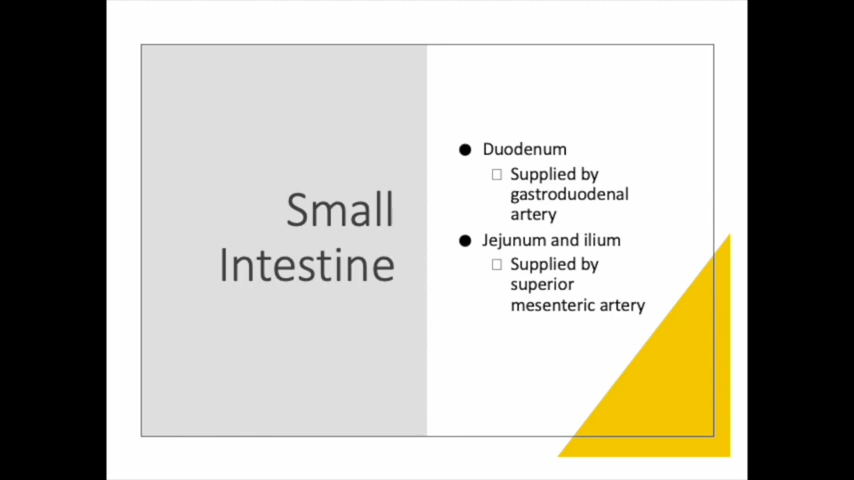 Small
Intestine
● Duodenum
□ Supplied by
gastroduodenal
artery
● Jejunum and ilium
□ Supplied by
superior
mesenteric artery